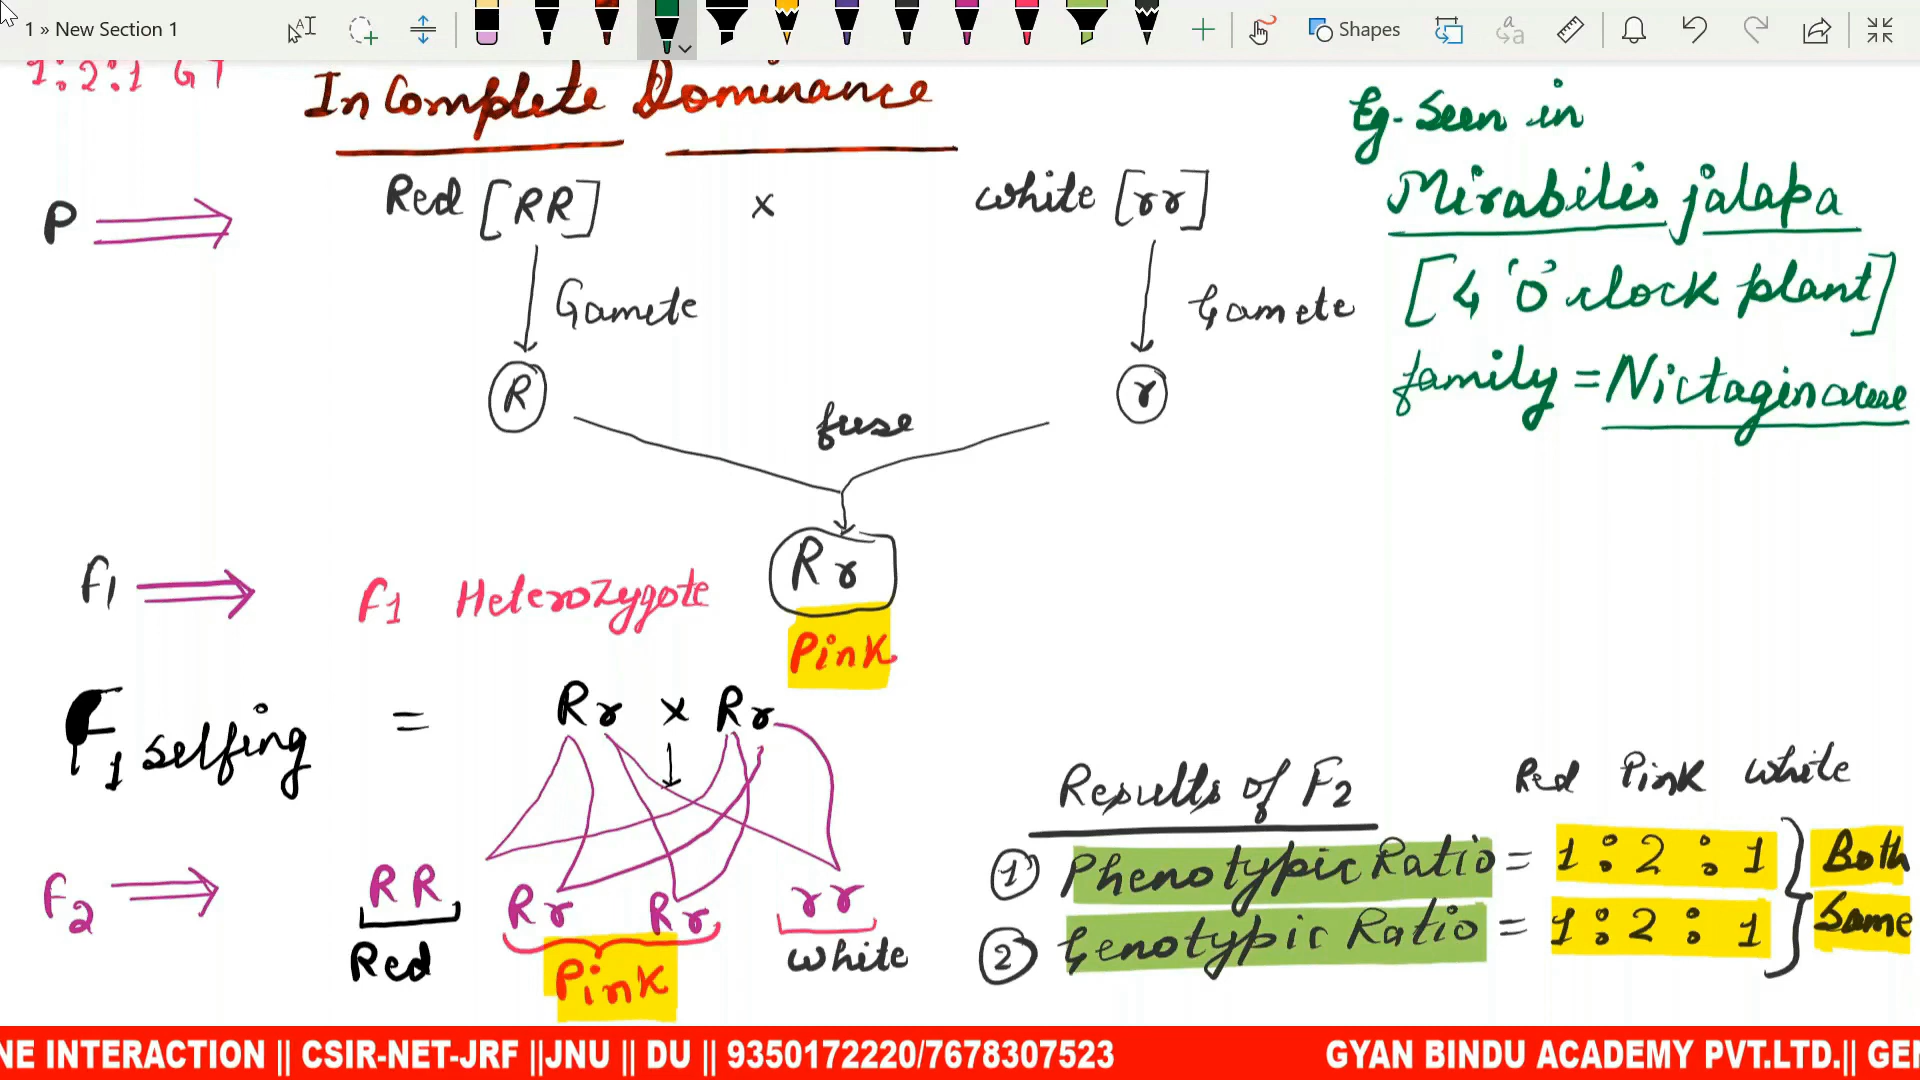 1 » New Section 1
Shapes
1:2:1 GT
InComplete Dominance
Eg- Seen in
Mirabilis jalapa
[4 'O' clock plant]
family = Nictaginaceae
P
Red [RR] x white [rr]
Gamete Gamete
R r
fuse
F1 F1 Heterozygote Rr
Pink
F1 selfing = Rr x Rr
F2 RR Rr Rr rr
Red Pink white
Results of F2 Red Pink white
1 Phenotypic Ratio = 1:2:1 Both
2 Genotypic Ratio = 1:2:1 Same
NE INTERACTION || CSIR-NET-JRF ||JNU || DU || 9350172220/7678307523 GYAN BINDU ACADEMY PVT.LTD.|| GE